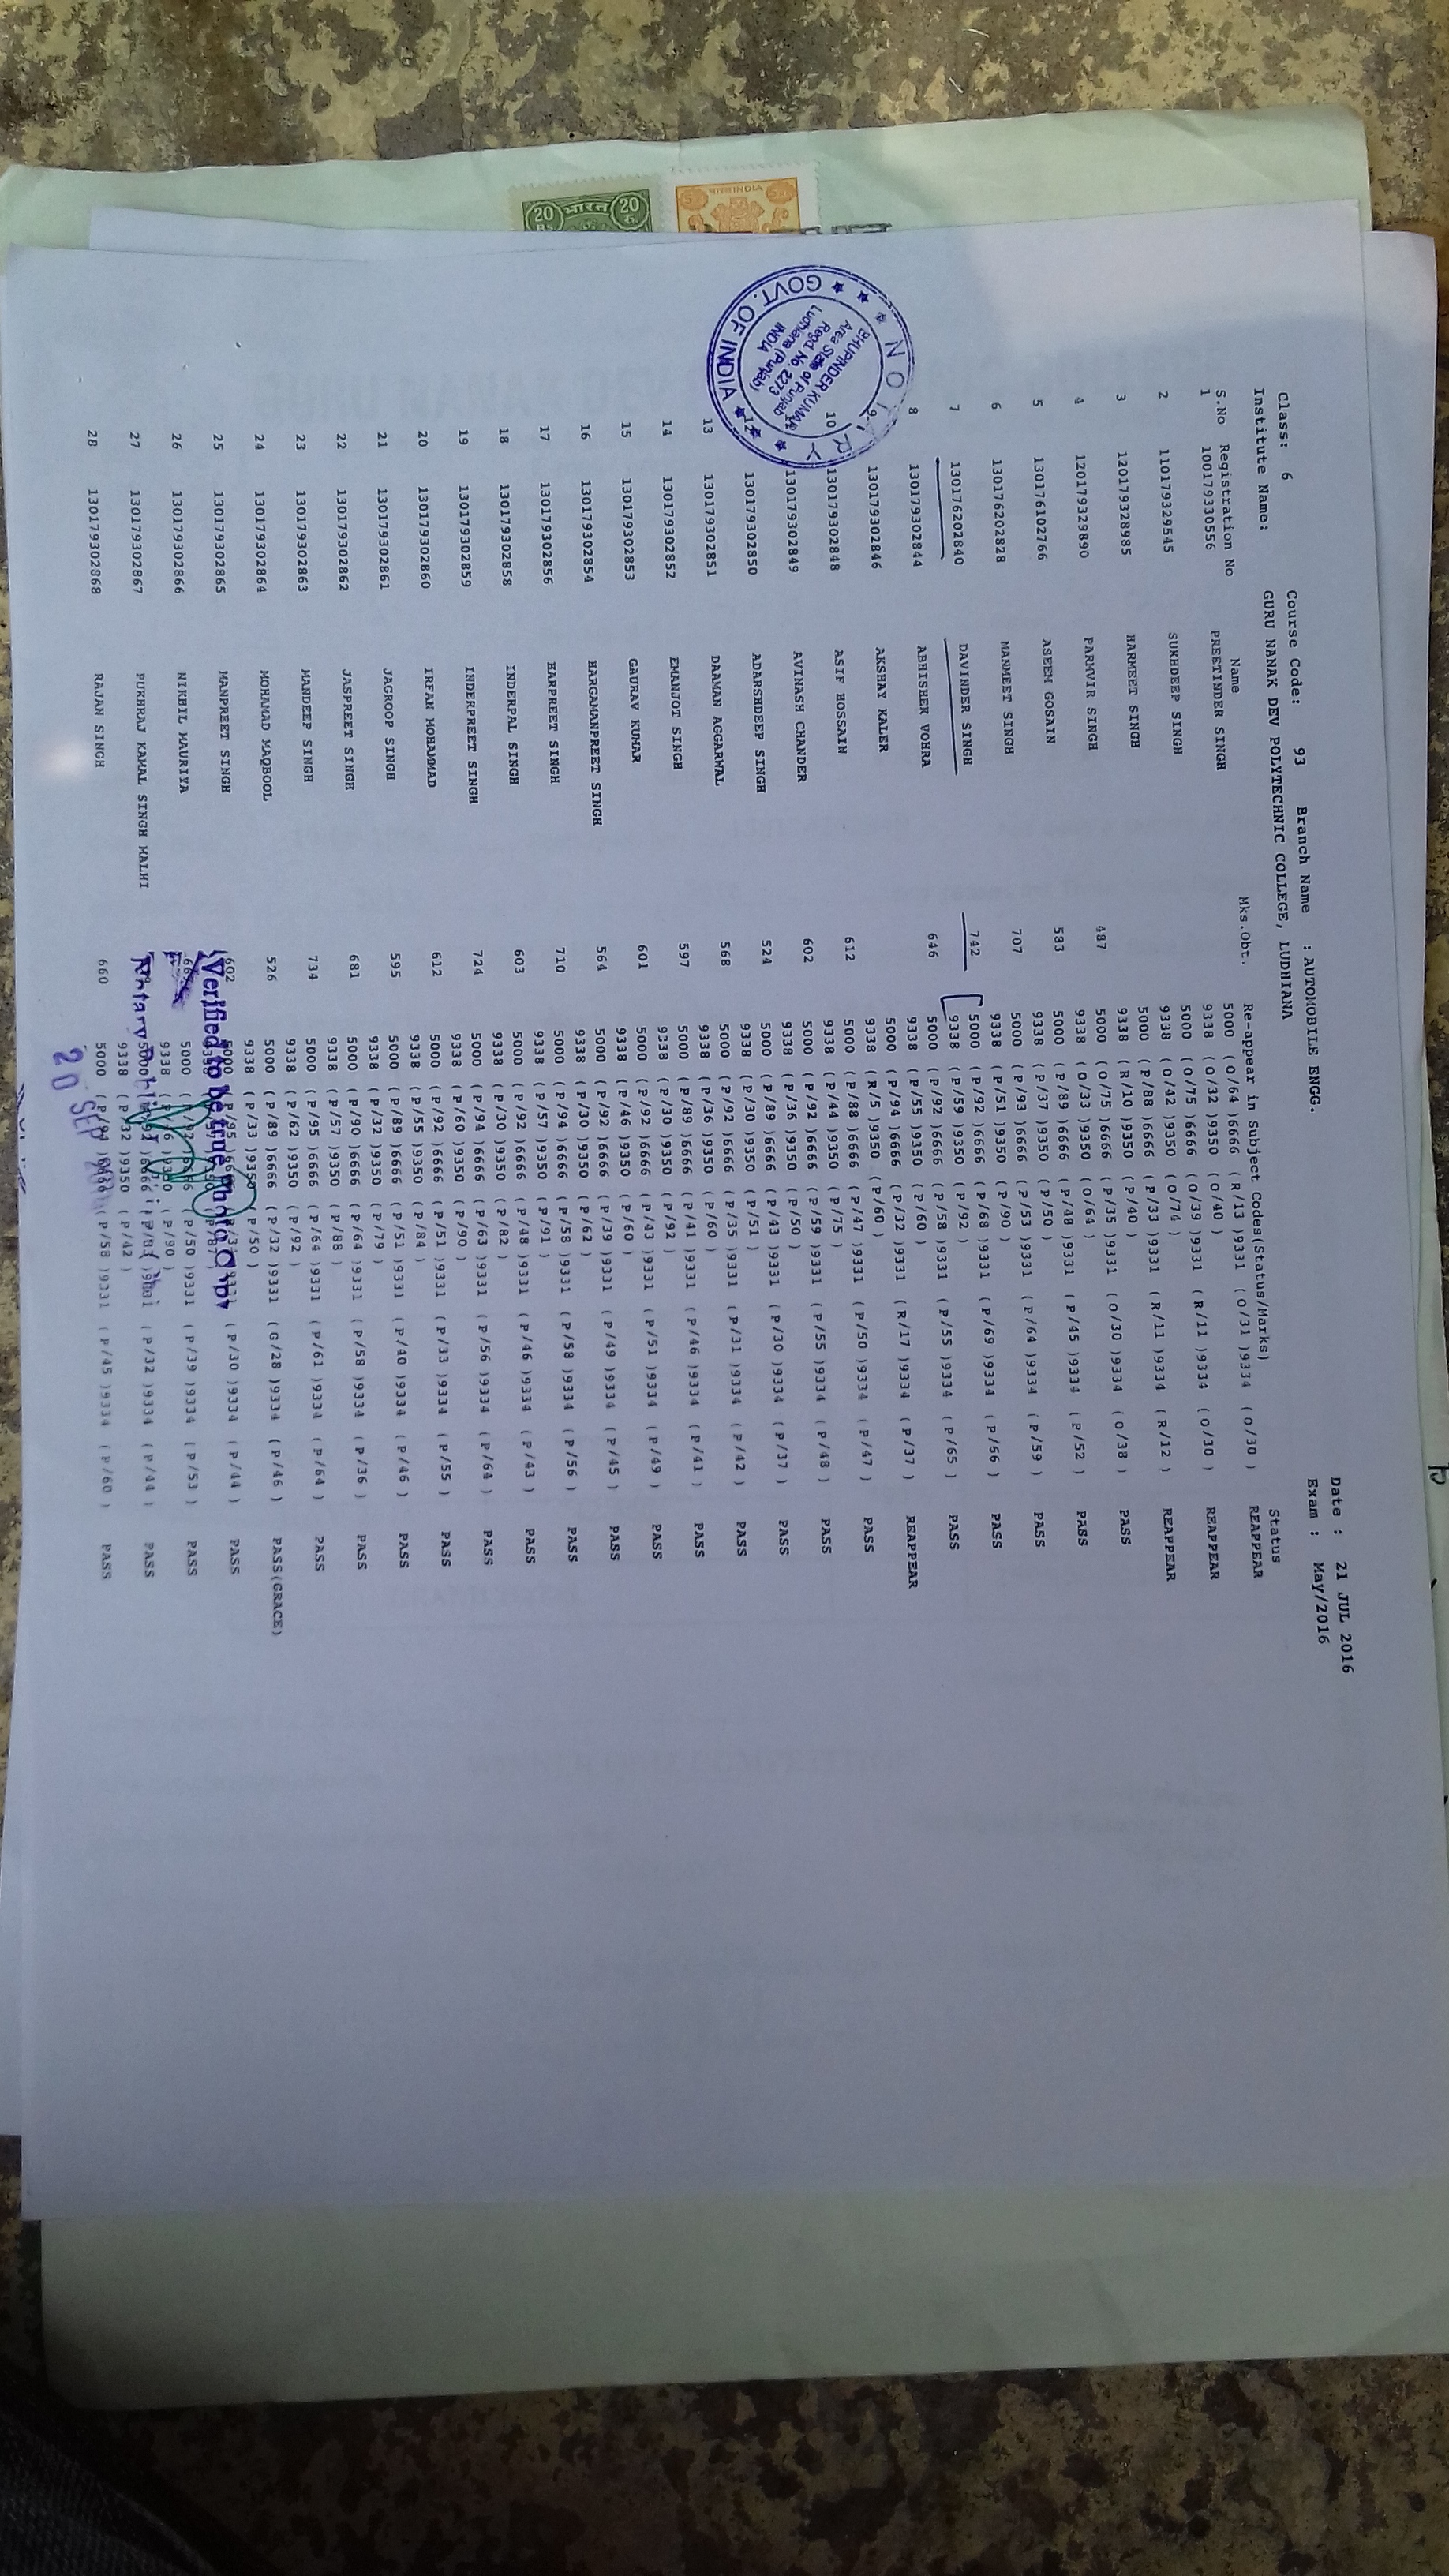 Date : 21 JUL 2016
Exam : May/2016
Class: 6 Course Code: 93 Branch Name : AUTOMOBILE ENGG.
Institute Name: GURU NANAK DEV POLYTECHNIC COLLEGE, LUDHIANA
S.No Registration No Name Mks.Obt. Re-appear in Subject Codes(Status/Marks) Status
1 100179330556 PREETINDER SINGH 5000 (O/64 )6666 (R/13 )9331 (O/31 )9334 (O/30 ) REAPPEAR
9338 (O/32 )9350 (O/40 )
2 110179329545 SUKHDEEP SINGH 5000 (O/75 )6666 (O/39 )9331 (R/11 )9334 (O/30 ) REAPPEAR
9338 (O/42 )9350 (O/74 )
3 120179328985 HARMEET SINGH 5000 (P/88 )6666 (P/33 )9331 (R/11 )9334 (R/12 ) REAPPEAR
9338 (R/10 )9350 (P/40 )
4 120179329890 PARMVIR SINGH 487 5000 (O/75 )6666 (P/35 )9331 (O/30 )9334 (O/38 ) PASS
9338 (O/33 )9350 (O/64 )
5 130176102766 ASEEM GOSAIN 583 5000 (P/89 )6666 (P/48 )9331 (P/45 )9334 (P/52 ) PASS
9338 (P/37 )9350 (P/50 )
6 130176202828 MANMEET SINGH 707 5000 (P/93 )6666 (P/53 )9331 (P/64 )9334 (P/59 ) PASS
9338 (P/51 )9350 (P/90 )
7 130176202840 DAVINDER SINGH 742 5000 (P/92 )6666 (P/68 )9331 (P/69 )9334 (P/66 ) PASS
9338 (P/59 )9350 (P/92 )
8 130179302844 ABHISHER VOHRA 646 5000 (P/92 )6666 (P/58 )9331 (P/55 )9334 (P/65 ) PASS
9338 (P/55 )9350 (P/60 )
9 130179302846 AKSHAY KALER 5000 (P/94 )6666 (P/32 )9331 (R/17 )9334 (P/37 ) REAPPEAR
9338 (R/5 )9350 (P/60 )
10 130179302848 ASIF HOSSAIN 612 5000 (P/88 )6666 (P/47 )9331 (P/50 )9334 (P/47 ) PASS
9338 (P/44 )9350 (P/75 )
130179302849 AVINASH CHANDER 602 5000 (P/92 )6666 (P/59 )9331 (P/55 )9334 (P/48 ) PASS
9338 (P/36 )9350 (P/50 )
12 130179302850 ADARSHDEEP SINGH 524 5000 (P/89 )6666 (P/43 )9331 (P/30 )9334 (P/37 ) PASS
9338 (P/30 )9350 (P/51 )
13 130179302851 DAAMAN AGGARWAL 568 5000 (P/92 )6666 (P/35 )9331 (P/31 )9334 (P/42 ) PASS
9338 (P/36 )9350 (P/60 )
14 130179302852 EMANJOT SINGH 597 5000 (P/89 )6666 (P/41 )9331 (P/46 )9334 (P/41 ) PASS
9338 (P/30 )9350 (P/92 )
15 130179302853 GAURAV KUMAR 601 5000 (P/92 )6666 (P/43 )9331 (P/51 )9334 (P/49 ) PASS
9338 (P/46 )9350 (P/60 )
16 130179302854 HARGAMANPREET SINGH 564 5000 (P/92 )6666 (P/39 )9331 (P/49 )9334 (P/45 ) PASS
9338 (P/30 )9350 (P/62 )
17 130179302856 HARPREET SINGH 710 5000 (P/94 )6666 (P/58 )9331 (P/58 )9334 (P/56 ) PASS
9338 (P/57 )9350 (P/91 )
18 130179302858 INDERPAL SINGH 603 5000 (P/92 )6666 (P/48 )9331 (P/46 )9334 (P/43 ) PASS
9338 (P/30 )9350 (P/82 )
19 130179302859 INDERPREET SINGH 724 5000 (P/94 )6666 (P/63 )9331 (P/56 )9334 (P/64 ) PASS
9338 (P/60 )9350 (P/90 )
20 130179302860 IRFAN MOHAMMAD 612 5000 (P/92 )6666 (P/51 )9331 (P/33 )9334 (P/55 ) PASS
9338 (P/55 )9350 (P/84 )
21 130179302861 JAGROOP SINGH 595 5000 (P/89 )6666 (P/51 )9331 (P/40 )9334 (P/46 ) PASS
9338 (P/32 )9350 (P/79 )
22 130179302862 JASPREET SINGH 681 5000 (P/90 )6666 (P/64 )9331 (P/58 )9334 (P/36 ) PASS
9338 (P/57 )9350 (P/88 )
23 130179302863 MANDEEP SINGH 734 5000 (P/95 )6666 (P/64 )9331 (P/61 )9334 (P/64 ) PASS
9338 (P/62 )9350 (P/92 )
24 130179302864 MOHAMAD MAQBOOL 526 5000 (P/89 )6666 (P/32 )9331 (G/28 )9334 (P/46 ) PASS(GRACE)
9338 (P/33 )9350 (P/50 )
25 130179302865 MANPREET SINGH 602 5000 (P/95 )6666 9331 (P/30 )9334 (P/44 ) PASS
Verified to be true Photo Copy
26 130179302866 NIKHIL MAURIYA 5000 (P/50 )9331 (P/39 )9334 (P/53 ) PASS
9338 (P/90 )
27 130179302867 PUKHRAJ KAMAL SINGH MALHI 5000 (P/32 )9334 (P/44 ) PASS
Notary Public
9338 (P/32 )9350 (P/42 )
28 130179302868 RAJAN SINGH 660 5000 (P/94 (P/58 )9331 (P/45 )9334 (P/60 ) PASS
20 SEP
NOTARY
BHUPINDER KUMAR
Area State of Punjab
Regd. No. 2273
Ludhiana (Punjab)
INDIA
GOVT. OF INDIA
20
20
भारत